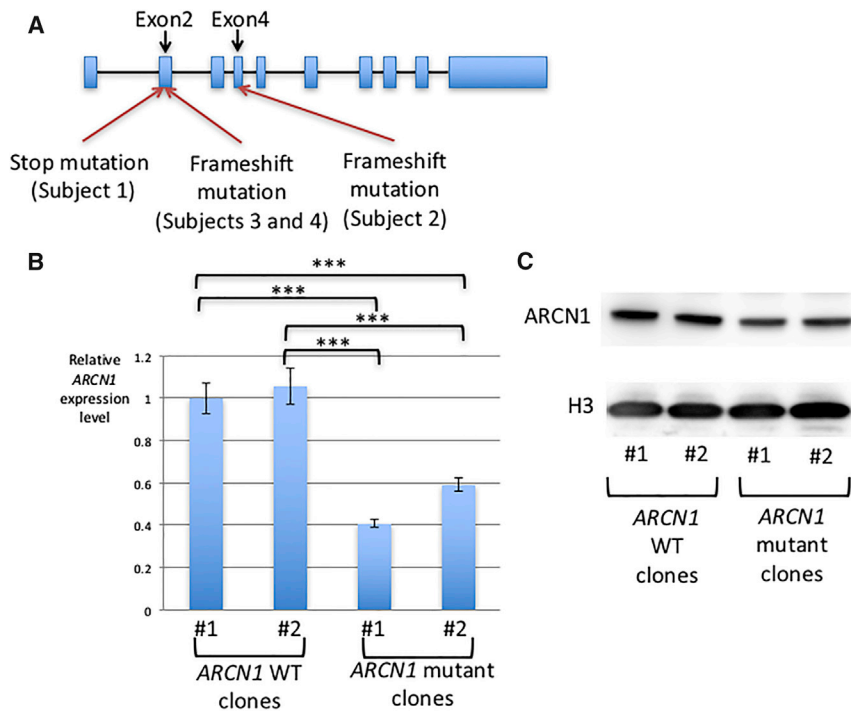 A
Exon2 Exon4
Stop mutation
(Subject 1)
Frameshift
mutation
(Subjects 3 and 4)
Frameshift
mutation
(Subject 2)
B
***
***
***
***
Relative
ARCN1
expression
level
1.2
1
0.8
0.6
0.4
0.2
0
#1 #2 #1 #2
ARCN1 WT
clones
ARCN1 mutant
clones
C
ARCN1
H3
#1 #2 #1 #2
ARCN1
WT
clones
ARCN1
mutant
clones